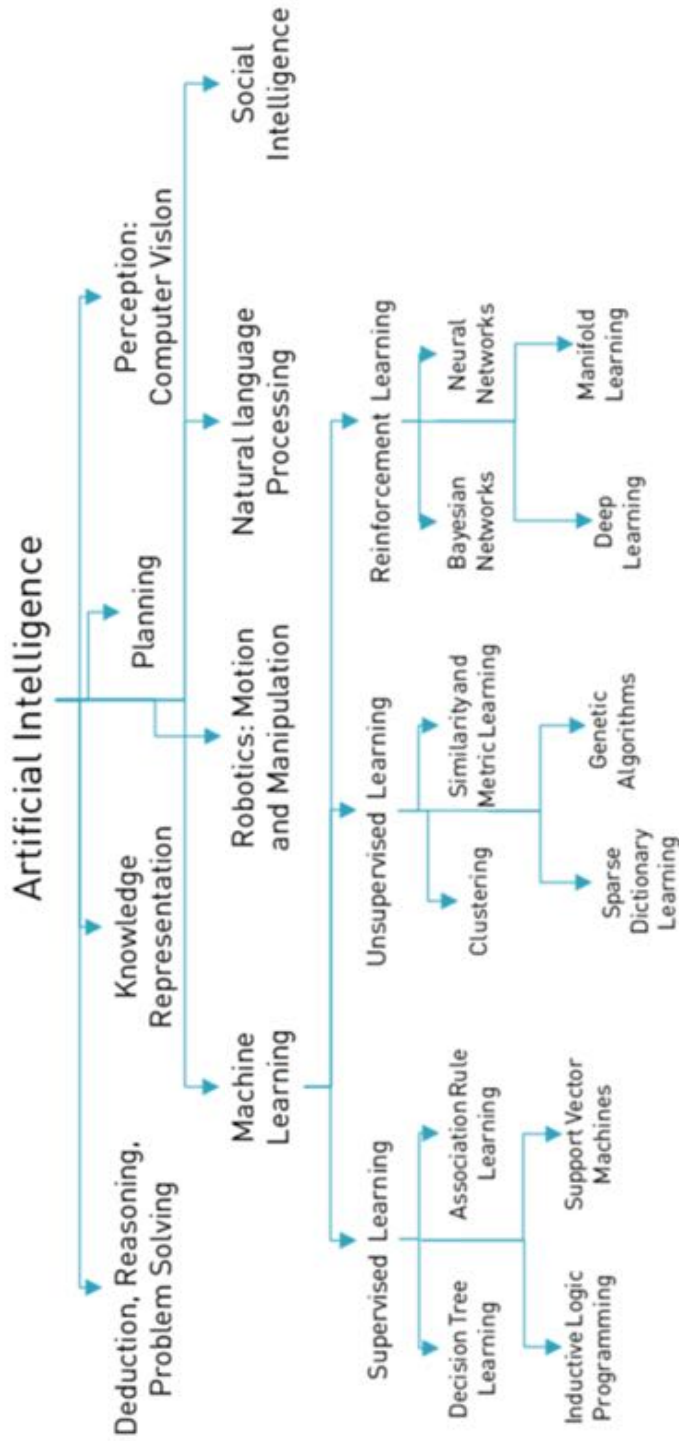 Artificial Intelligence
Deduction, Reasoning,
Problem Solving
Knowledge
Representation
Planning
Perception:
Computer Vislon
Machine
Learning
Robotics: Motion
and Manipulation
Natural language
Processing
Social
Intelligence
Supervised Learning
Decision Tree
Learning
Association Rule
Learning
Inductive Logic
Programming
Support Vector
Machines
Unsupervised Learning
Clustering
Similarity and
Metric Learning
Sparse
Dictionary
Learning
Genetic
Algorithms
Reinforcement Learning
Bayesian
Networks
Neural
Networks
Deep
Learning
Manifold
Learning